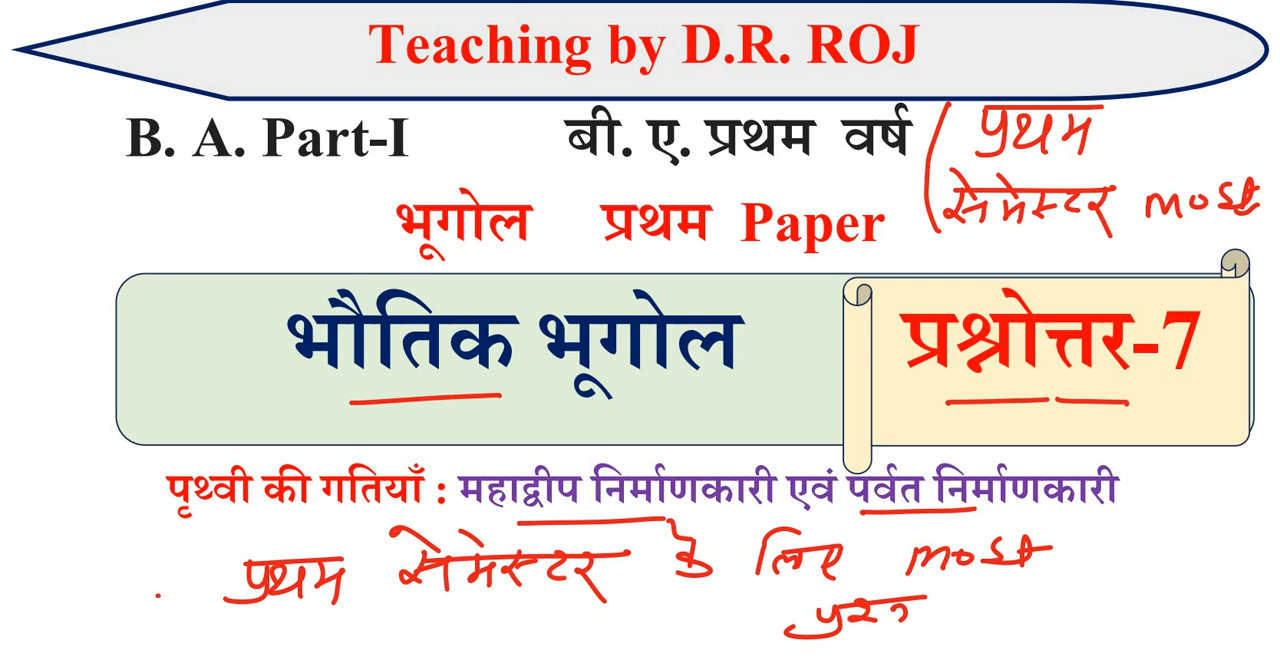 Teaching by D.R. ROJ
B. A. Part-I बी. ए. प्रथम वर्ष प्रथम
सेमेस्टर most
भूगोल प्रथम Paper
भौतिक भूगोल प्रश्नोत्तर-7
पृथ्वी की गतियाँ : महाद्वीप निर्माणकारी एवं पर्वत निर्माणकारी
प्रथम सेमेस्टर के लिए most